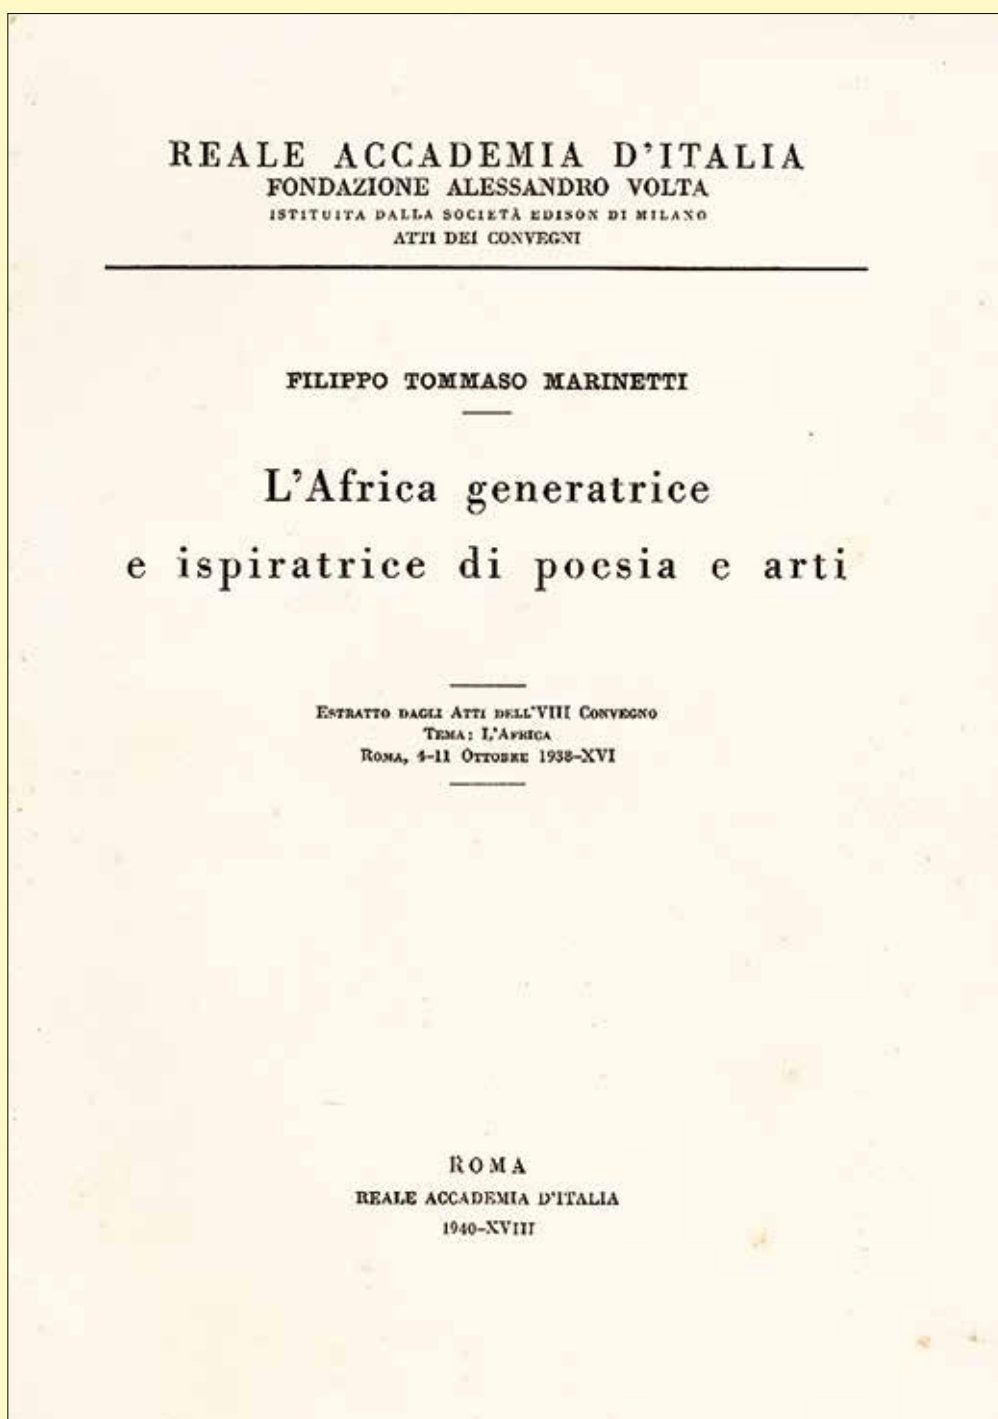 REALE ACCADEMIA D'ITALIA
FONDAZIONE ALESSANDRO VOLTA
ISTITUITA DALLA SOCIETÀ EDISON DI MILANO
ATTI DEI CONVEGNI
FILIPPO TOMMASO MARINETTI
L'Africa generatrice
e ispiratrice di poesia e arti
ESTRATTO DAGLI ATTI DELL'VIII CONVEGNO
TEMA: L'AFRICA
ROMA, 4-11 OTTOBRE 1938-XVI
ROMA
REALE ACCADEMIA D'ITALIA
1940-XVIII